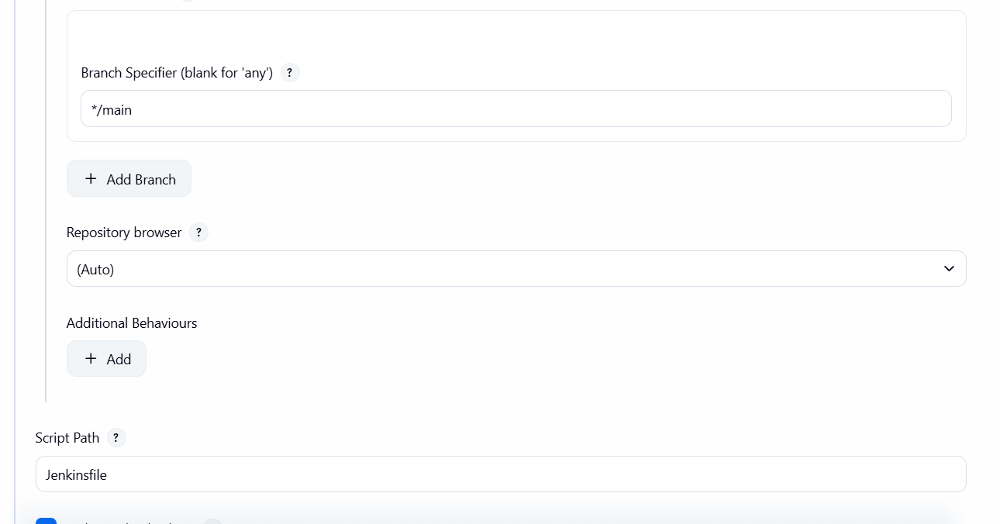 Branch Specifier (blank for 'any') ?
*/main
+ Add Branch
Repository browser ?
(Auto)
Additional Behaviours
+ Add
Script Path ?
Jenkinsfile